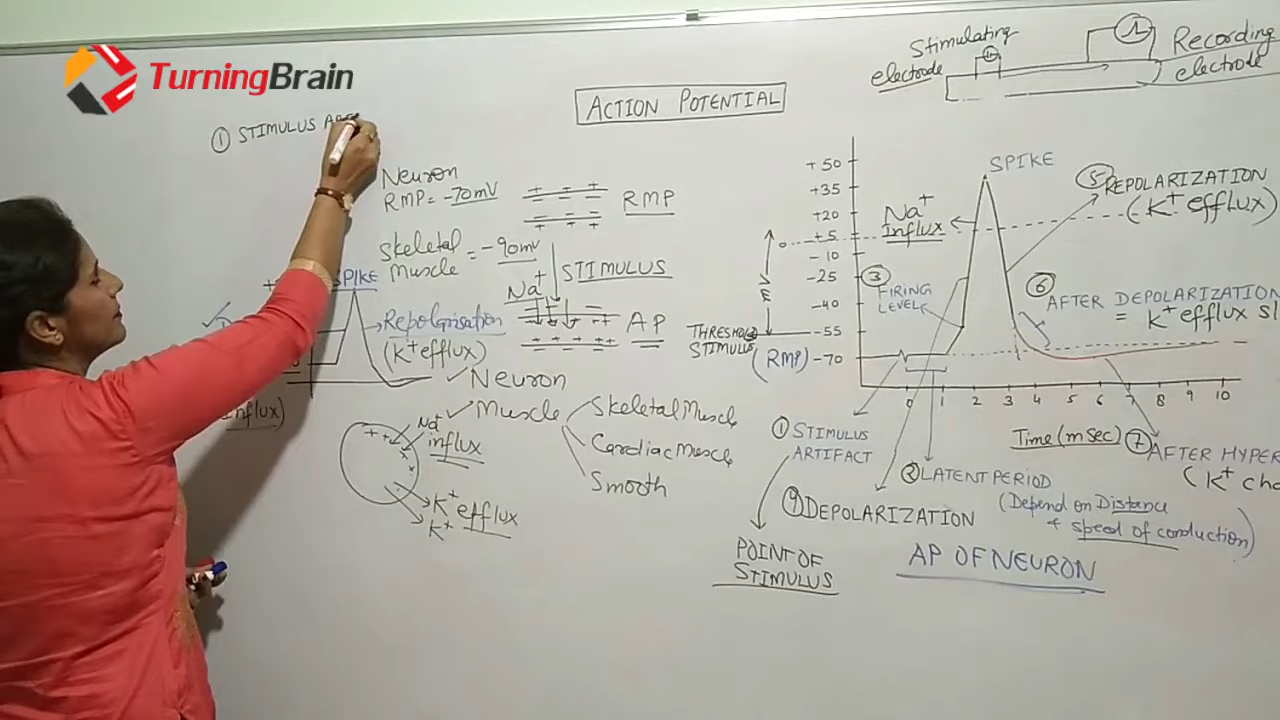 TurningBrain
ACTION POTENTIAL
Stimulating
electrode
Recording
electrode
① STIMULUS
Neuron
RMP = -70mV
RMP
Skeletal
Muscle = -90mV
STIMULUS
Na+
AP
SPIKE
Repolarisation
(K+ efflux)
influx)
Neuron
Muscle
Skeletal Muscle
Cardiac Muscle
Smooth
Na+
influx
K+ efflux
K+
+50
+35
+20
+5
0
-10
-25
-40
-55
-70
THRESHOLD
STIMULUS
(RMP)
SPIKE
Na+
Influx
③
FIRING
LEVEL
⑤ REPOLARIZATION
(K+ efflux)
⑥
AFTER DEPOLARIZATION
= K+ efflux
0 1 2 3 4 5 6 7 8 9 10
Time (m sec)
① STIMULUS
ARTIFACT
② LATENT PERIOD
(Depend on Distance
+ speed of conduction)
④ DEPOLARIZATION
⑦
AFTER HYPER
(K+
POINT OF
STIMULUS
AP OF NEURON